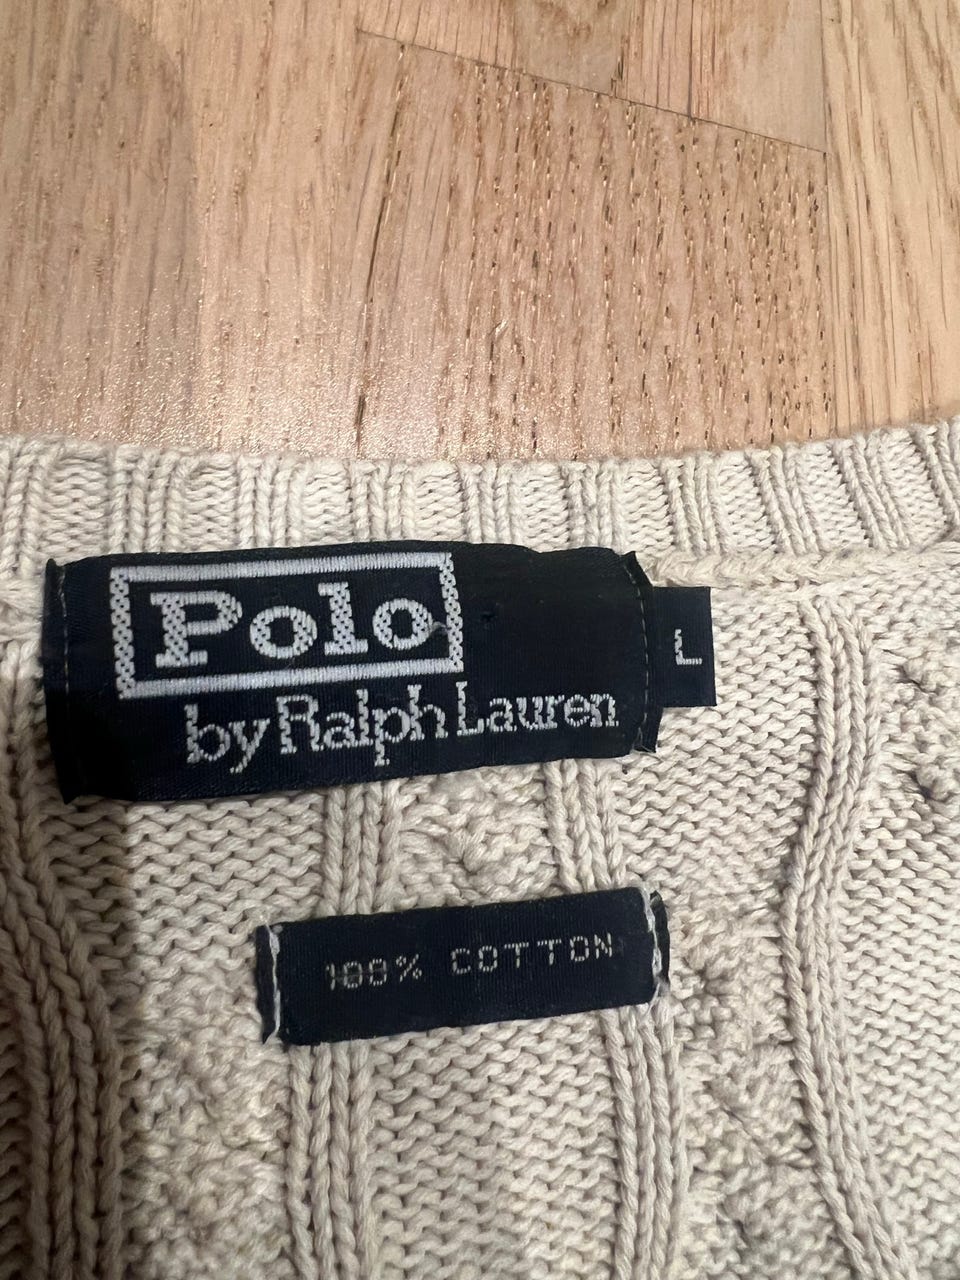 Polo
by Ralph Lauren
L
100% COTTON